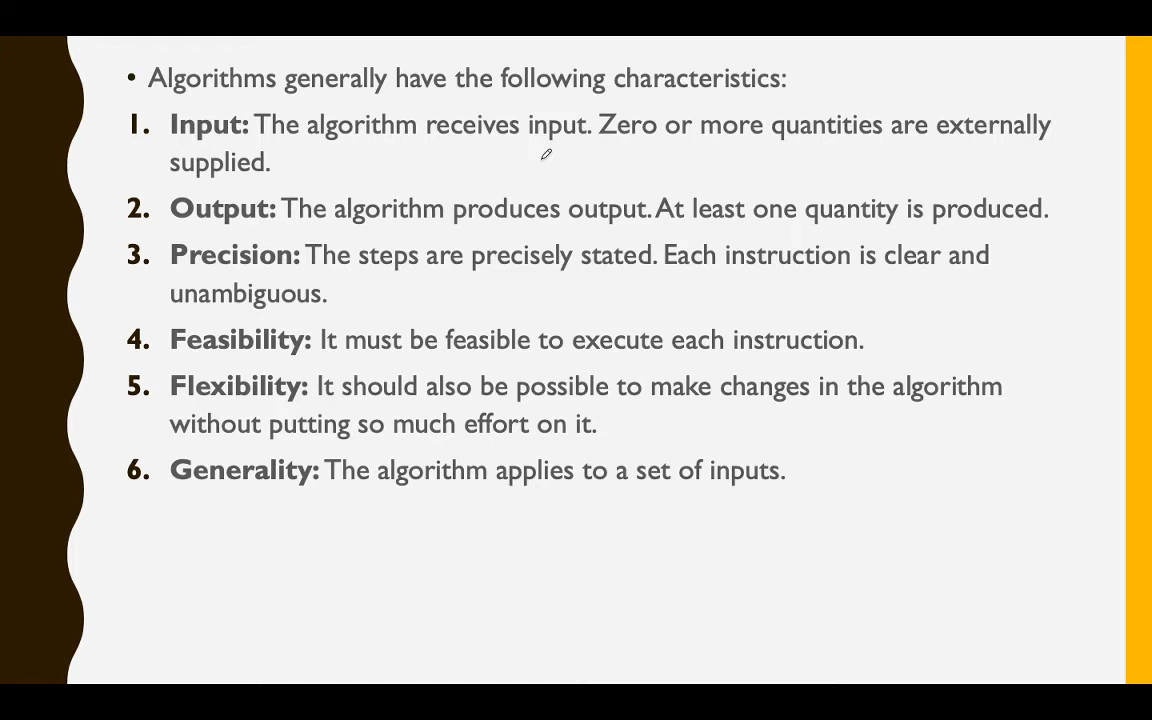 • Algorithms generally have the following characteristics:
1. Input: The algorithm receives input. Zero or more quantities are externally
supplied.
2. Output: The algorithm produces output. At least one quantity is produced.
3. Precision: The steps are precisely stated. Each instruction is clear and
unambiguous.
4. Feasibility: It must be feasible to execute each instruction.
5. Flexibility: It should also be possible to make changes in the algorithm
without putting so much effort on it.
6. Generality: The algorithm applies to a set of inputs.